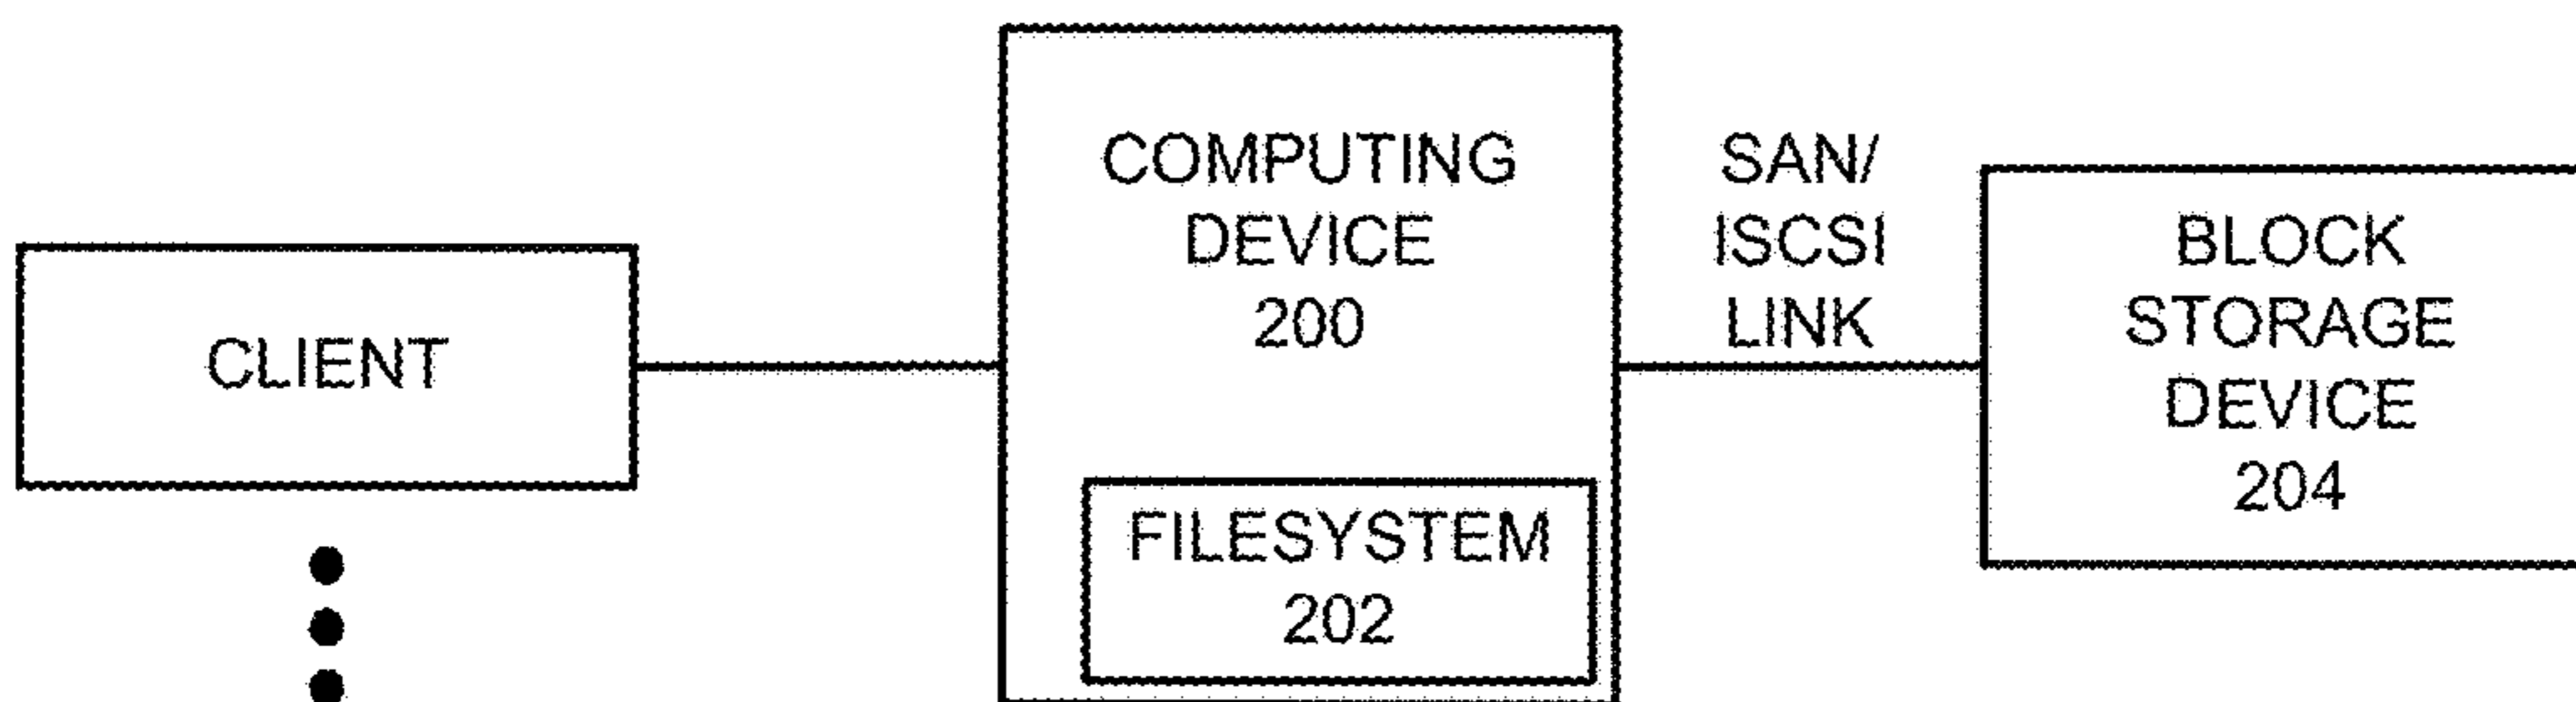 CLIENT
COMPUTING
DEVICE
200
FILESYSTEM
202
SAN/
ISCSI
LINK
BLOCK
STORAGE
DEVICE
204